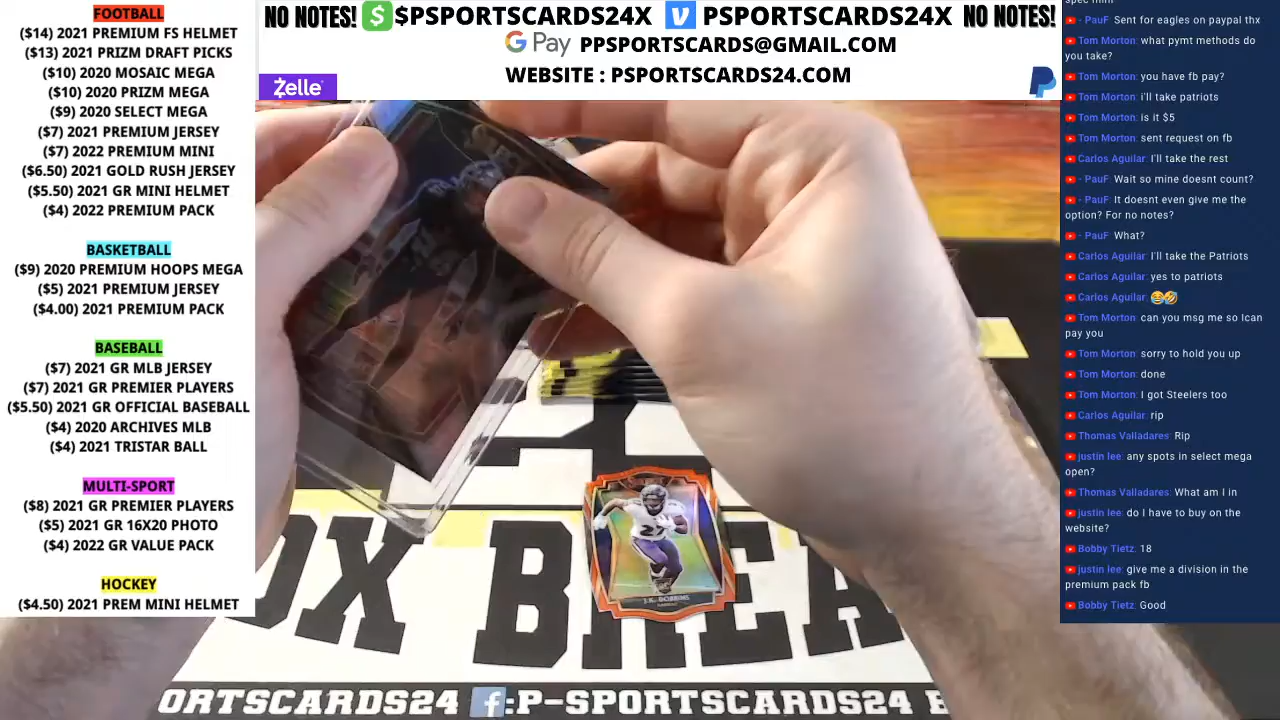 FOOTBALL
($14) 2021 PREMIUM FS HELMET
($13) 2021 PRIZM DRAFT PICKS
($10) 2020 MOSAIC MEGA
($10) 2020 PRIZM MEGA
($9) 2020 SELECT MEGA
($7) 2021 PREMIUM JERSEY
($7) 2022 PREMIUM MINI
($6.50) 2021 GOLD RUSH JERSEY
($5.50) 2021 GR MINI HELMET
($4) 2022 PREMIUM PACK
BASKETBALL
($9) 2020 PREMIUM HOOPS MEGA
($5) 2021 PREMIUM JERSEY
($4.00) 2021 PREMIUM PACK
BASEBALL
($7) 2021 GR MLB JERSEY
($7) 2021 GR PREMIER PLAYERS
($5.50) 2021 GR OFFICIAL BASEBALL
($4) 2020 ARCHIVES MLB
($4) 2021 TRISTAR BALL
MULTI-SPORT
($8) 2021 GR PREMIER PLAYERS
($5) 2021 GR 16X20 PHOTO
($4) 2022 GR VALUE PACK
HOCKEY
($4.50) 2021 PREM MINI HELMET
NO NOTES! $PSPORTSCARDS24X V PSPORTSCARDS24X NO NOTES!
G Pay PPSPORTSCARDS@GMAIL.COM
WEBSITE : PSPORTSCARDS24.COM
Zelle
- PauF Sent for eagles on paypal thx
Tom Morton: what pymt methods do
you take?
Tom Morton: you have fb pay?
Tom Morton: i'll take patriots
Tom Morton: is it $5
Tom Morton: sent request on fb
Carlos Aguilar: I'll take the rest
- PauF Wait so mine doesnt count?
- PauF: It doesnt even give me the
option? For no notes?
- PauF: What?
Carlos Aguilar: I'll take the Patriots
Carlos Aguilar: yes to patriots
Carlos Aguilar: 😂🤣
Tom Morton: can you msg me so Ican
pay you
Tom Morton: sorry to hold you up
Tom Morton: done
Tom Morton: I got Steelers too
Carlos Aguilar: rip
Thomas Valladares: Rip
justin lee: any spots in select mega
open?
Thomas Valladares: What am I in
justin lee: do I have to buy on the
website?
Bobby Tietz: 18
justin lee: give me a division in the
premium pack fb
Bobby Tietz: Good
J.K. DOBBINS
OX BREA
ORTSCARDS24 f:P-SPORTSCARDS24 B